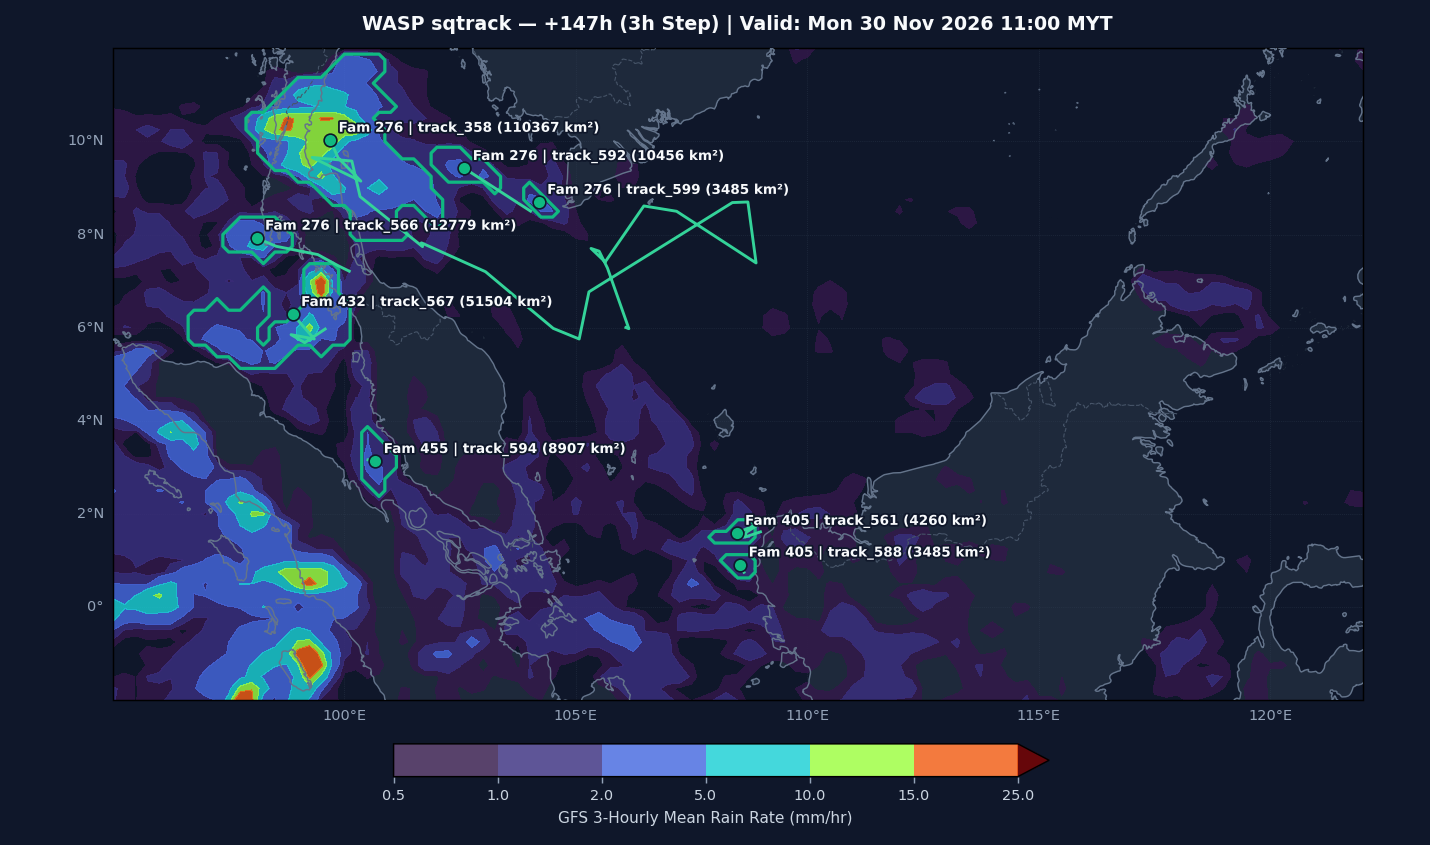 WASP sqtrack — +147h (3h Step) | Valid: Mon 30 Nov 2026 11:00 MYT
10°N
8°N
6°N
4°N
2°N
0°
Fam 276 | track_358 (110367 km²)
Fam 276 | track_592 (10456 km²)
Fam 276 | track_599 (3485 km²)
Fam 276 | track_566 (12779 km²)
Fam 432 | track_567 (51504 km²)
Fam 455 | track_594 (8907 km²)
Fam 405 | track_561 (4260 km²)
Fam 405 | track_588 (3485 km²)
100°E 105°E 110°E 115°E 120°E
0.5 1.0 2.0 5.0 10.0 15.0 25.0
GFS 3-Hourly Mean Rain Rate (mm/hr)